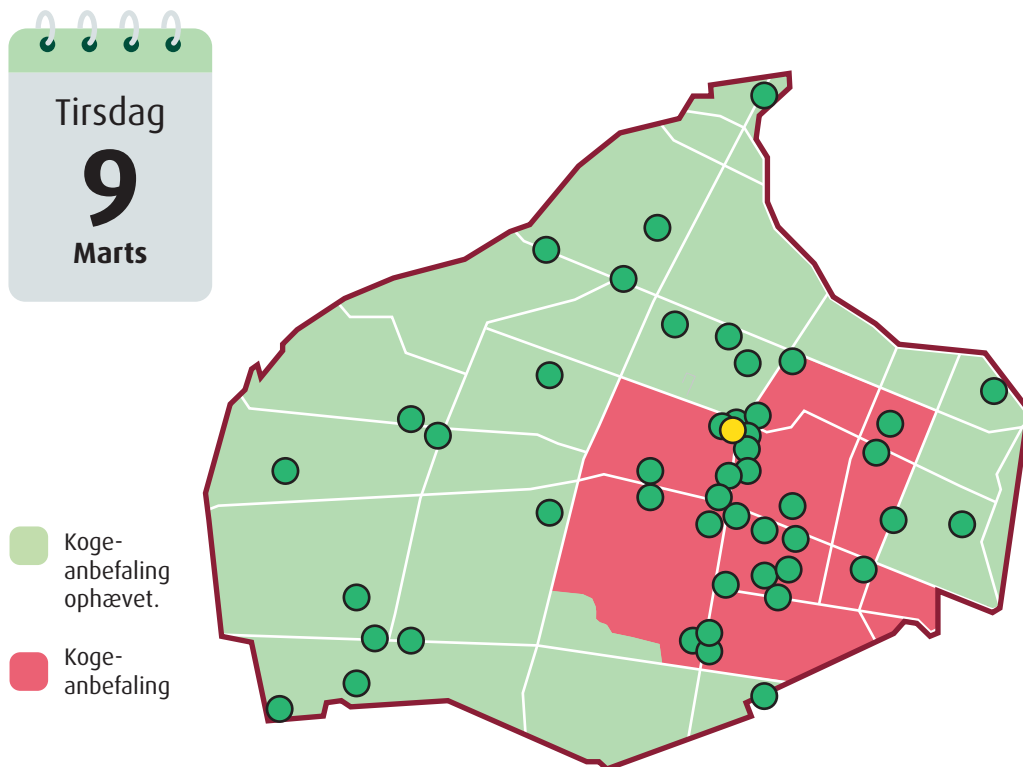 Tirsdag
9
Marts
Koge-
anbefaling
ophævet.
Koge-
anbefaling